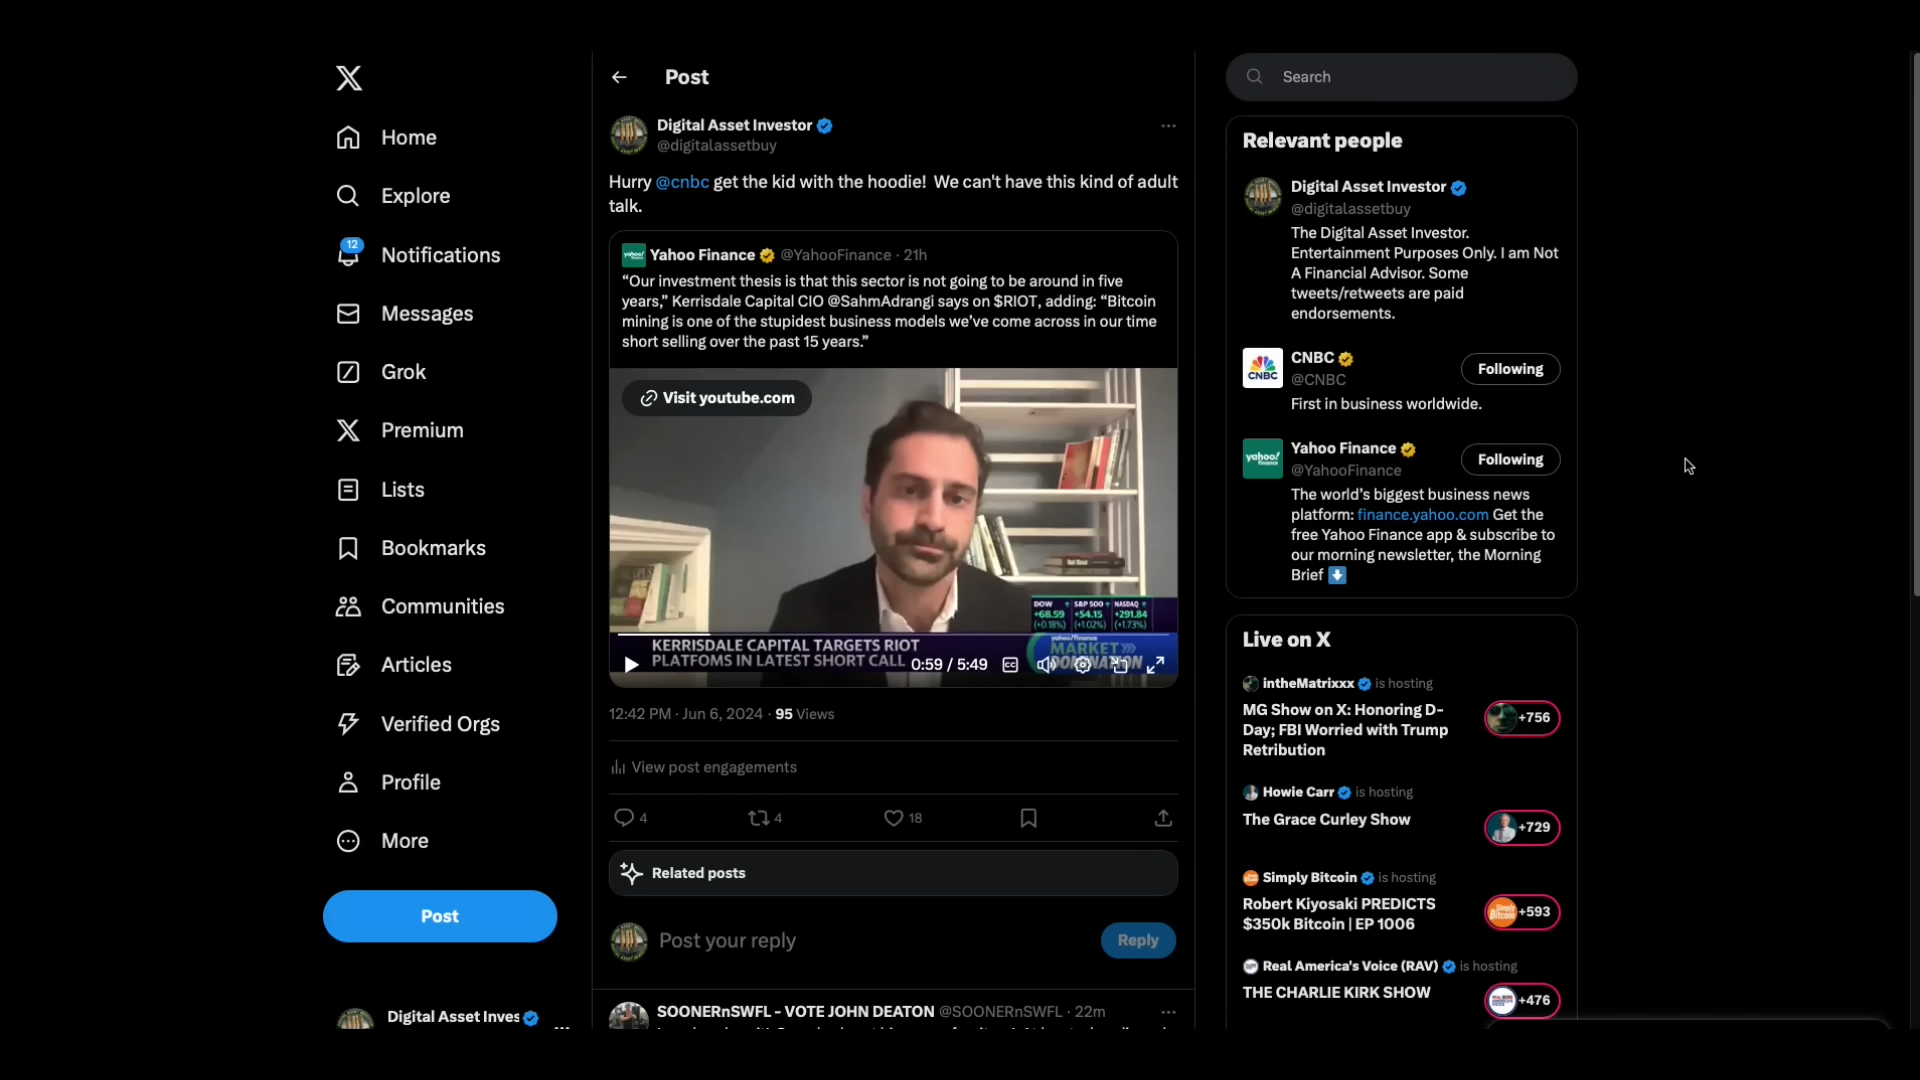 Home
Explore
12
Notifications
Messages
Grok
Premium
Lists
Bookmarks
Communities
Articles
Verified Orgs
Profile
More
Post
Digital Asset Inves
Post
Digital Asset Investor
@digitalassetbuy
Hurry @cnbc get the kid with the hoodie! We can't have this kind of adult
talk.
Yahoo Finance @YahooFinance · 21h
“Our investment thesis is that this sector is not going to be around in five
years,” Kerrisdale Capital CIO @SahmAdrangi says on $RIOT, adding: “Bitcoin
mining is one of the stupidest business models we’ve come across in our time
short selling over the past 15 years.”
Visit youtube.com
DOW S&P 500 NASDAQ
+68.59 +54.15 +291.84
(+0.18%) (+1.02%) (+1.73%)
KERRISDALE CAPITAL TARGETS RIOT
PLATFOMS IN LATEST SHORT CALL
yahoo!finance
MARKET
DOMINATION
0:59 / 5:49
12:42 PM · Jun 6, 2024 · 95 Views
View post engagements
4 4 18
Related posts
Post your reply
Reply
SOONERnSWFL - VOTE JOHN DEATON @SOONERnSWFL · 22m
Search
Relevant people
Digital Asset Investor
@digitalassetbuy
The Digital Asset Investor.
Entertainment Purposes Only. I am Not
A Financial Advisor. Some
tweets/retweets are paid
endorsements.
CNBC
CNBC
@CNBC
Following
First in business worldwide.
yahoo!
finance
Yahoo Finance
@YahooFinance
Following
The world’s biggest business news
platform: finance.yahoo.com Get the
free Yahoo Finance app & subscribe to
our morning newsletter, the Morning
Brief
Live on X
intheMatrixxx is hosting
MG Show on X: Honoring D-
Day; FBI Worried with Trump
Retribution
+756
Howie Carr is hosting
The Grace Curley Show
+729
Simply Bitcoin is hosting
Robert Kiyosaki PREDICTS
$350k Bitcoin | EP 1006
+593
Real America's Voice (RAV) is hosting
THE CHARLIE KIRK SHOW
+476